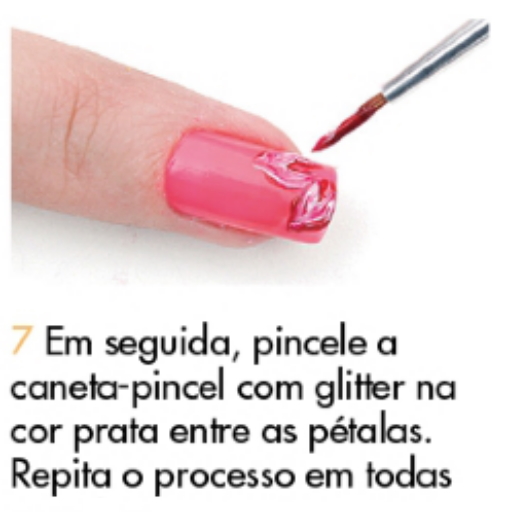 7 Em seguida, pincele a
caneta-pincel com glitter na
cor prata entre as pétalas.
Repita o processo em todas